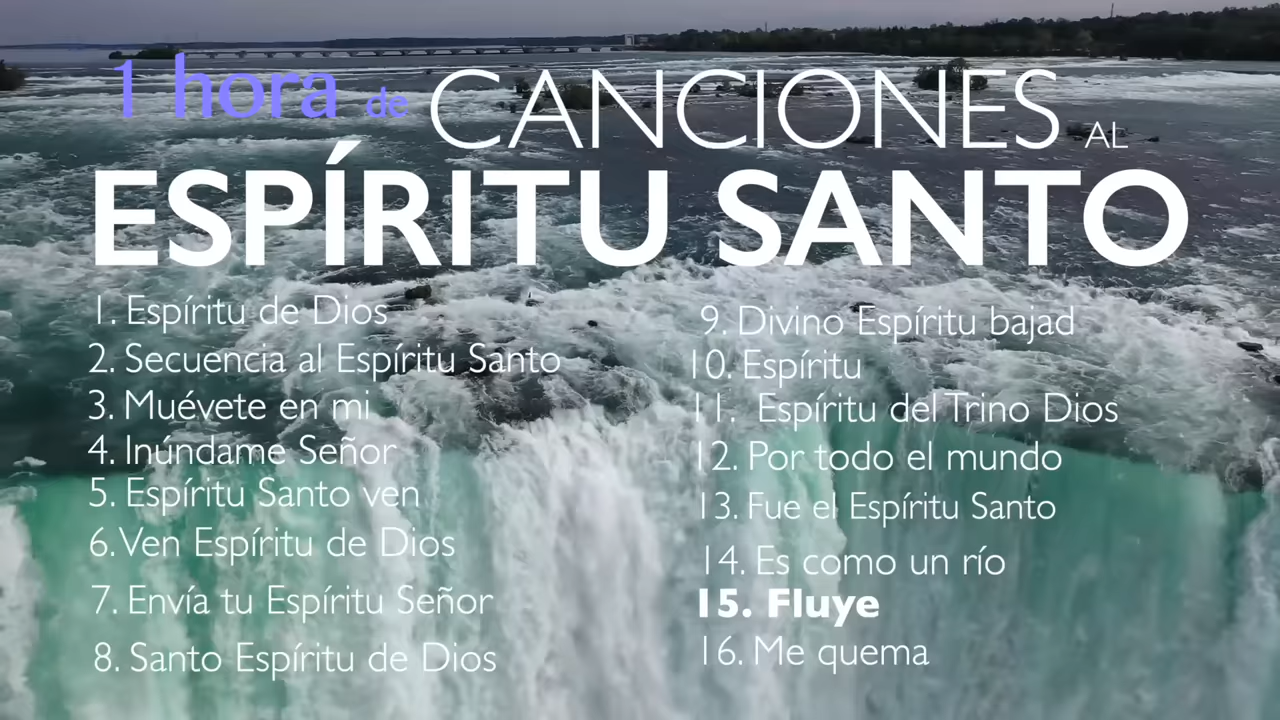 1 hora de CANCIONES AL
ESPÍRITU SANTO
1. Espíritu de Dios
2. Secuencia al Espíritu Santo
3. Muévete en mi
4. Inúndame Señor
5. Espíritu Santo ven
6. Ven Espíritu de Dios
7. Envía tu Espíritu Señor
8. Santo Espíritu de Dios
9. Divino Espíritu bajad
10. Espíritu
11. Espíritu del Trino Dios
12. Por todo el mundo
13. Fue el Espíritu Santo
14. Es como un río
15. Fluye
16. Me quema